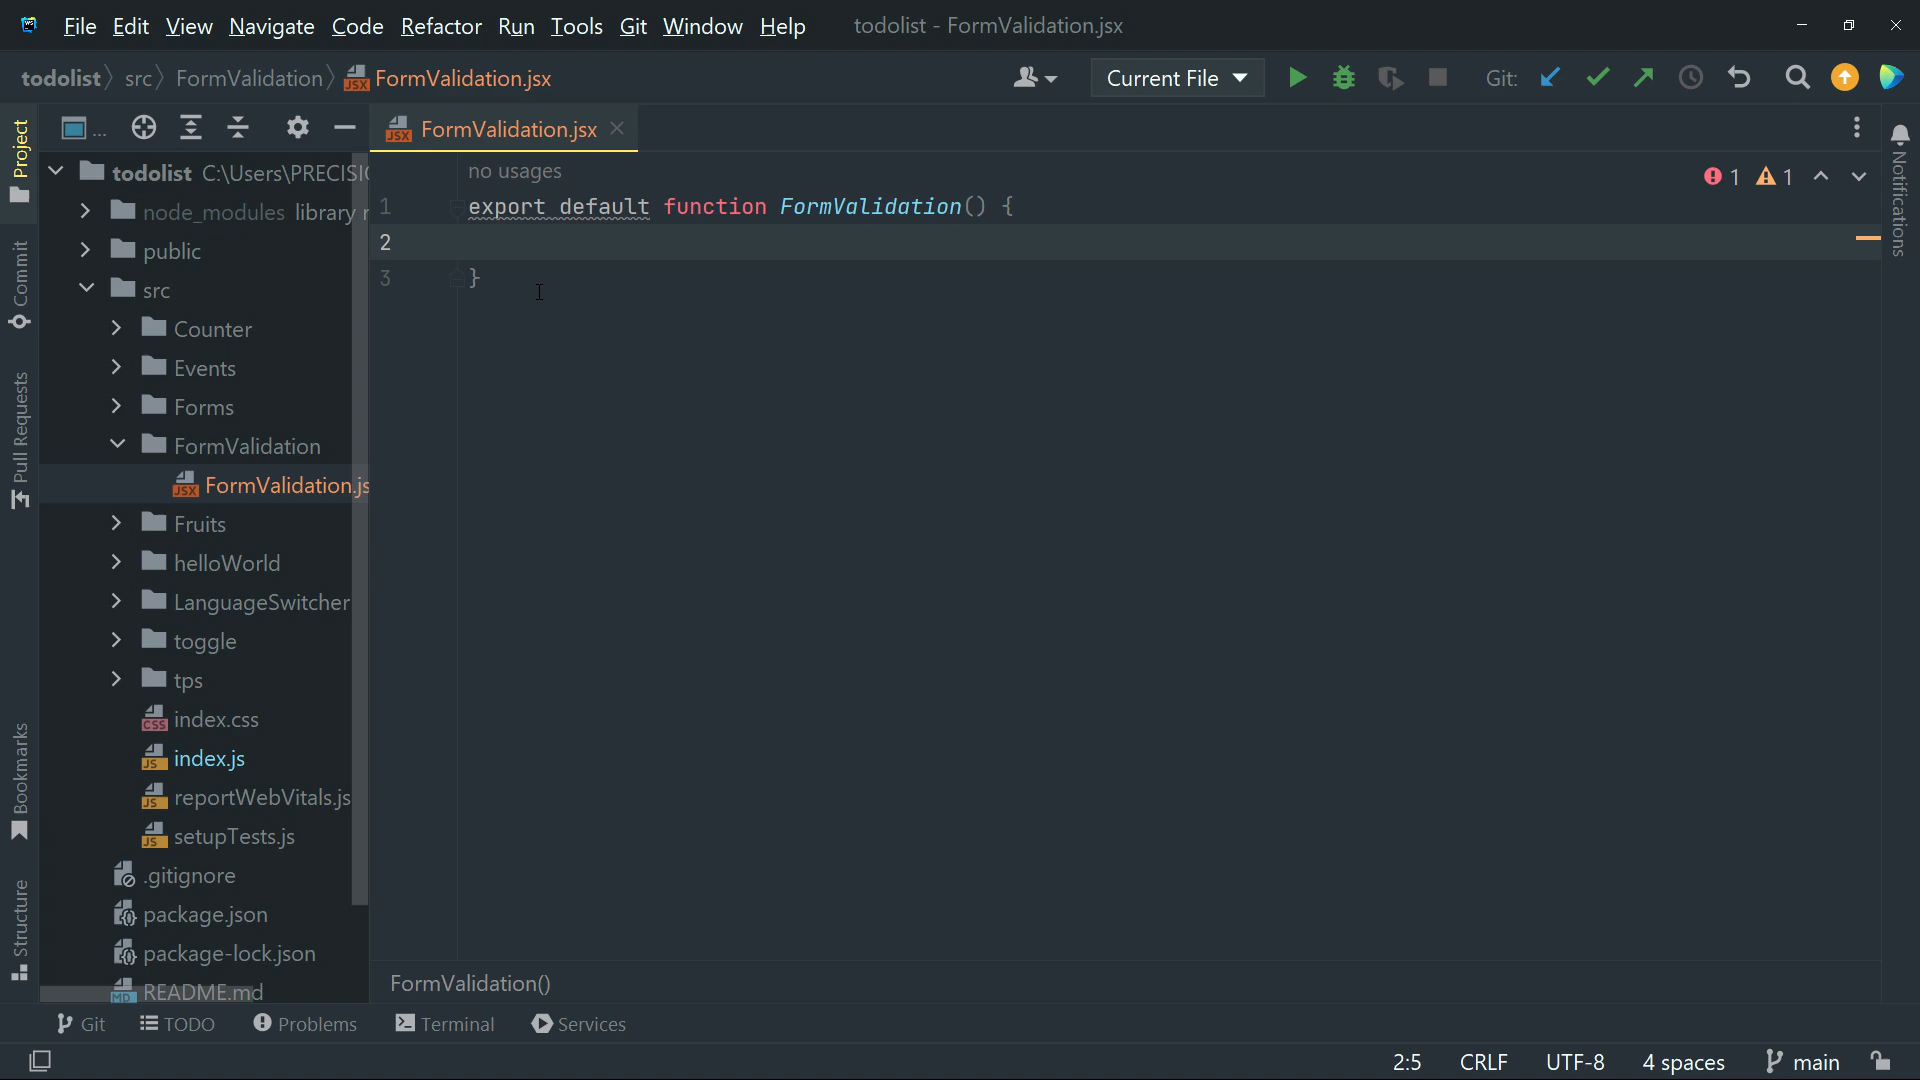 File Edit View Navigate Code Refactor Run Tools Git Window Help todolist - FormValidation.jsx
todolist src FormValidation FormValidation.jsx Current File Git:
Project
...
FormValidation.jsx
todolist C:\Users\PRECISI
no usages
1 1
node_modules library r
1 export default function FormValidation() {
Notifications
public
2
Commit
src
3 }
Counter
Events
Forms
Pull Requests
FormValidation
FormValidation.js
Fruits
helloWorld
LanguageSwitcher
toggle
tps
index.css
index.js
Bookmarks
reportWebVitals.js
setupTests.js
.gitignore
package.json
Structure
package-lock.json
README.md
FormValidation()
Git TODO Problems Terminal Services
2:5 CRLF UTF-8 4 spaces main